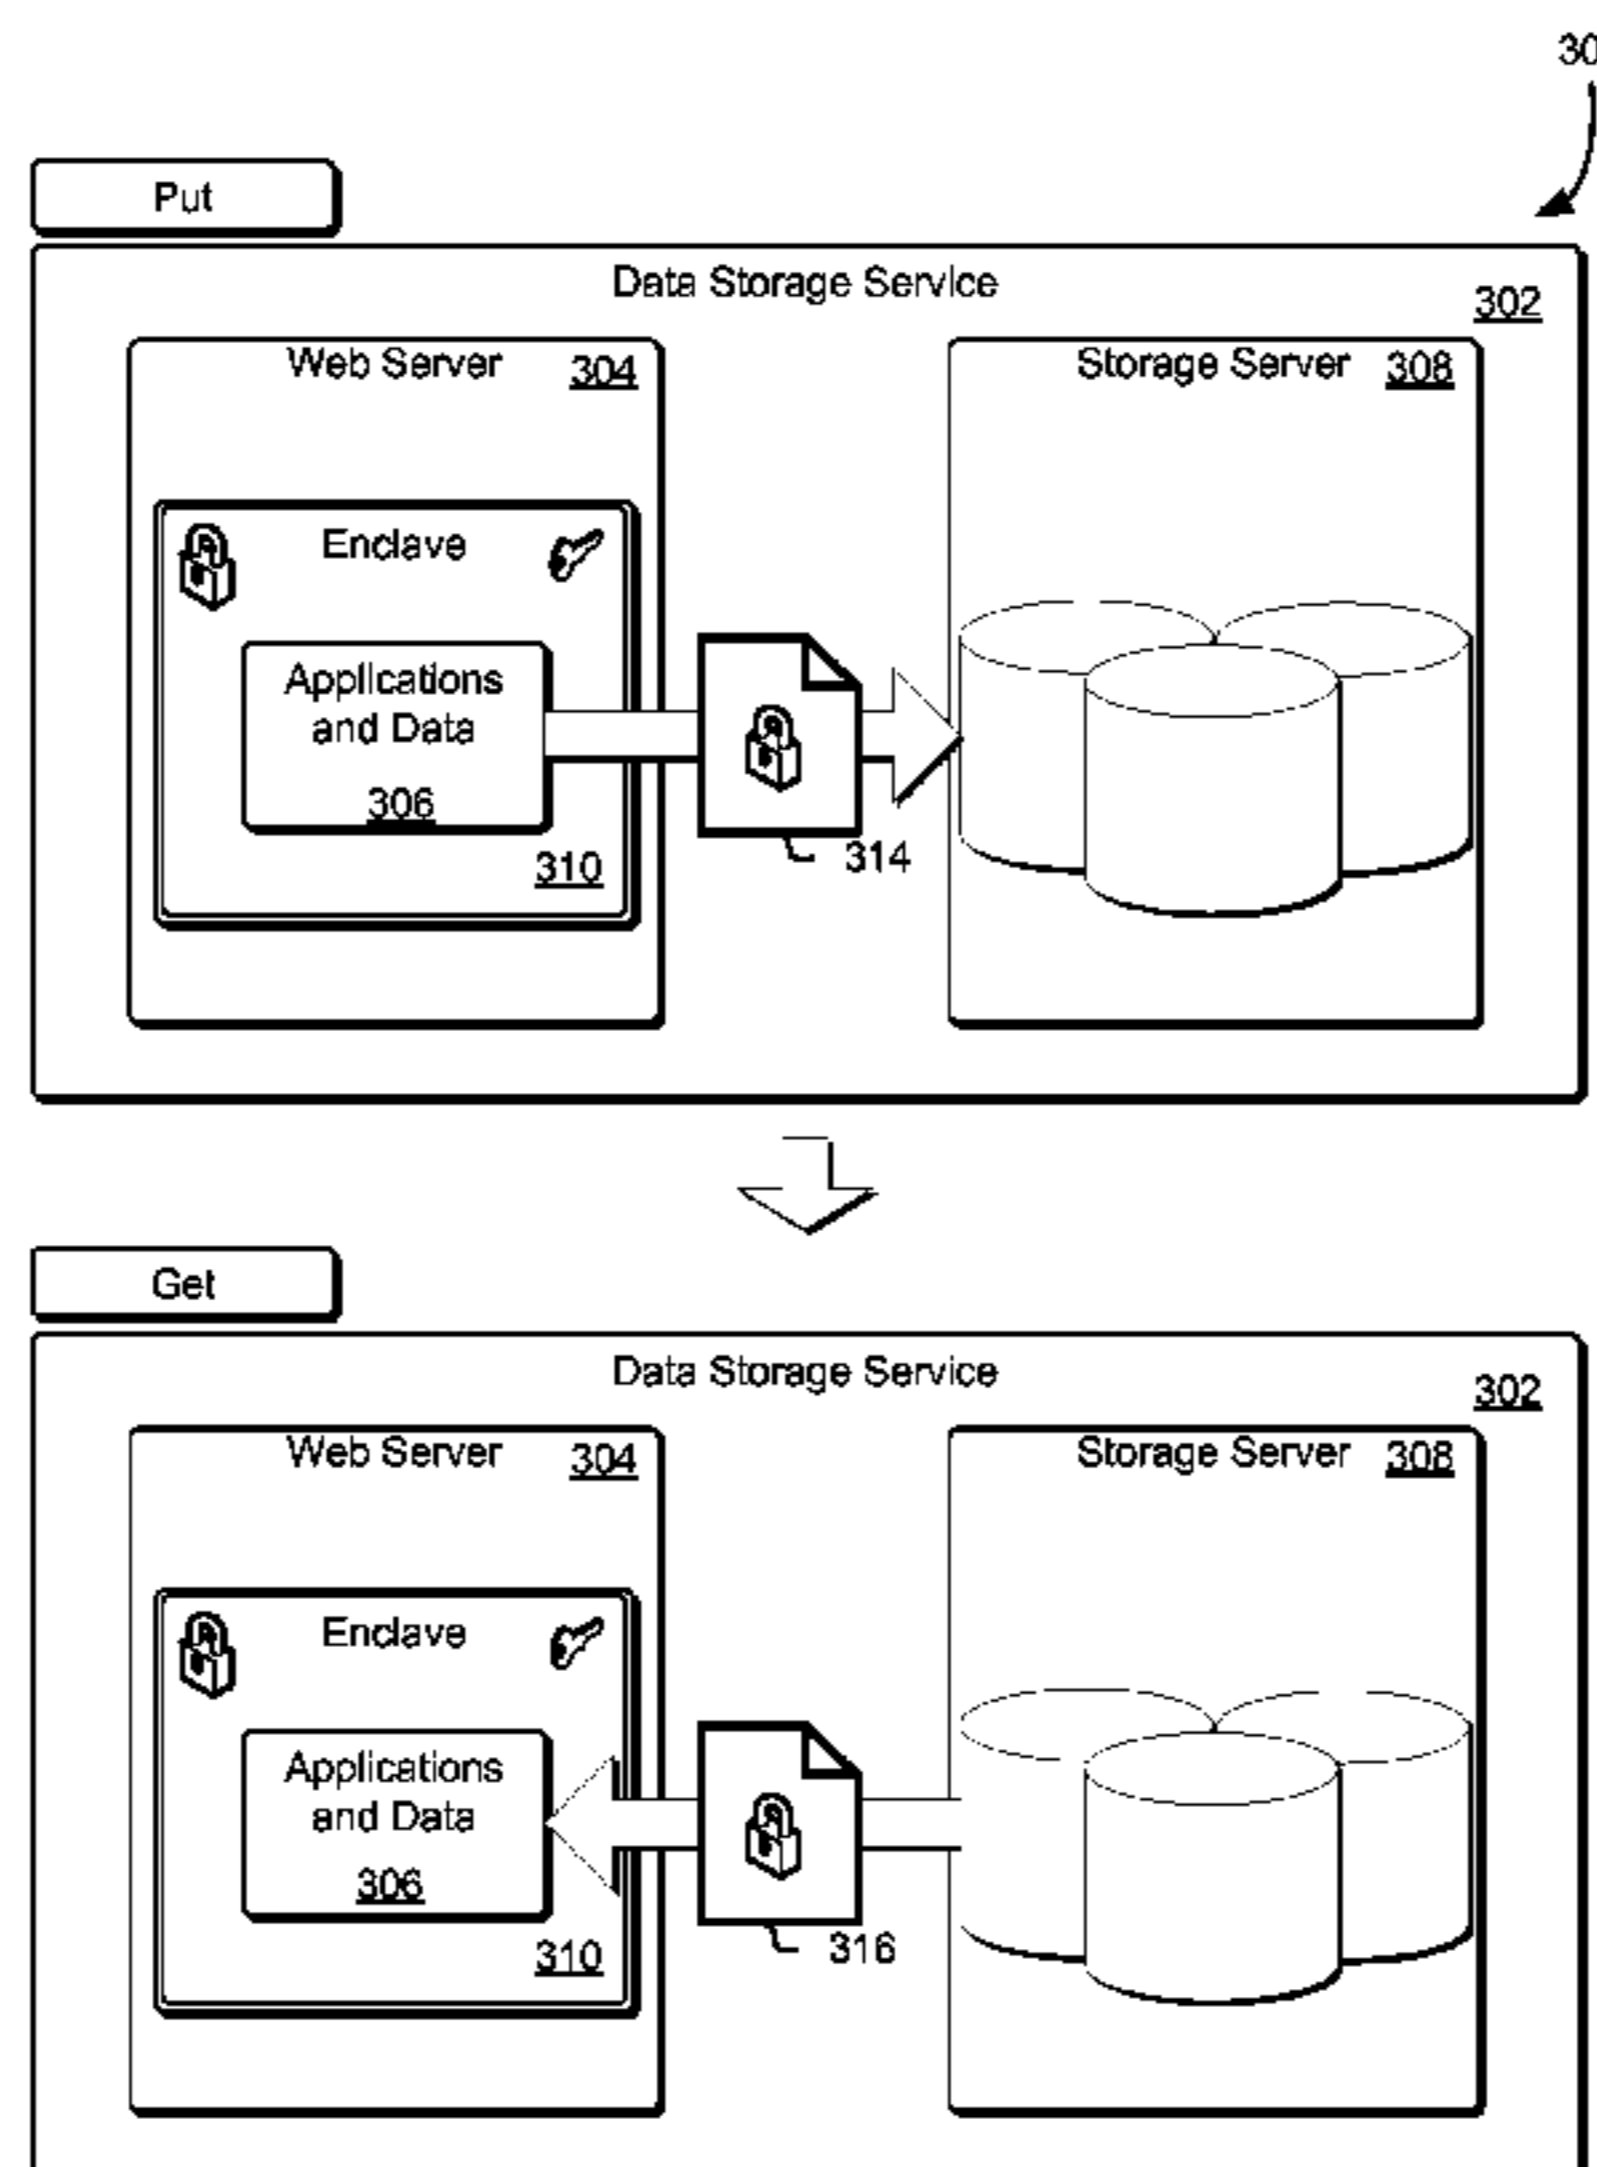 30
Put
Data Storage Service
302
Web Server 304
Storage Server 308
Enclave
Applications
and Data
306
310
314
Get
Data Storage Service
302
Web Server 304
Storage Server 308
Enclave
Applications
and Data
306
310
316